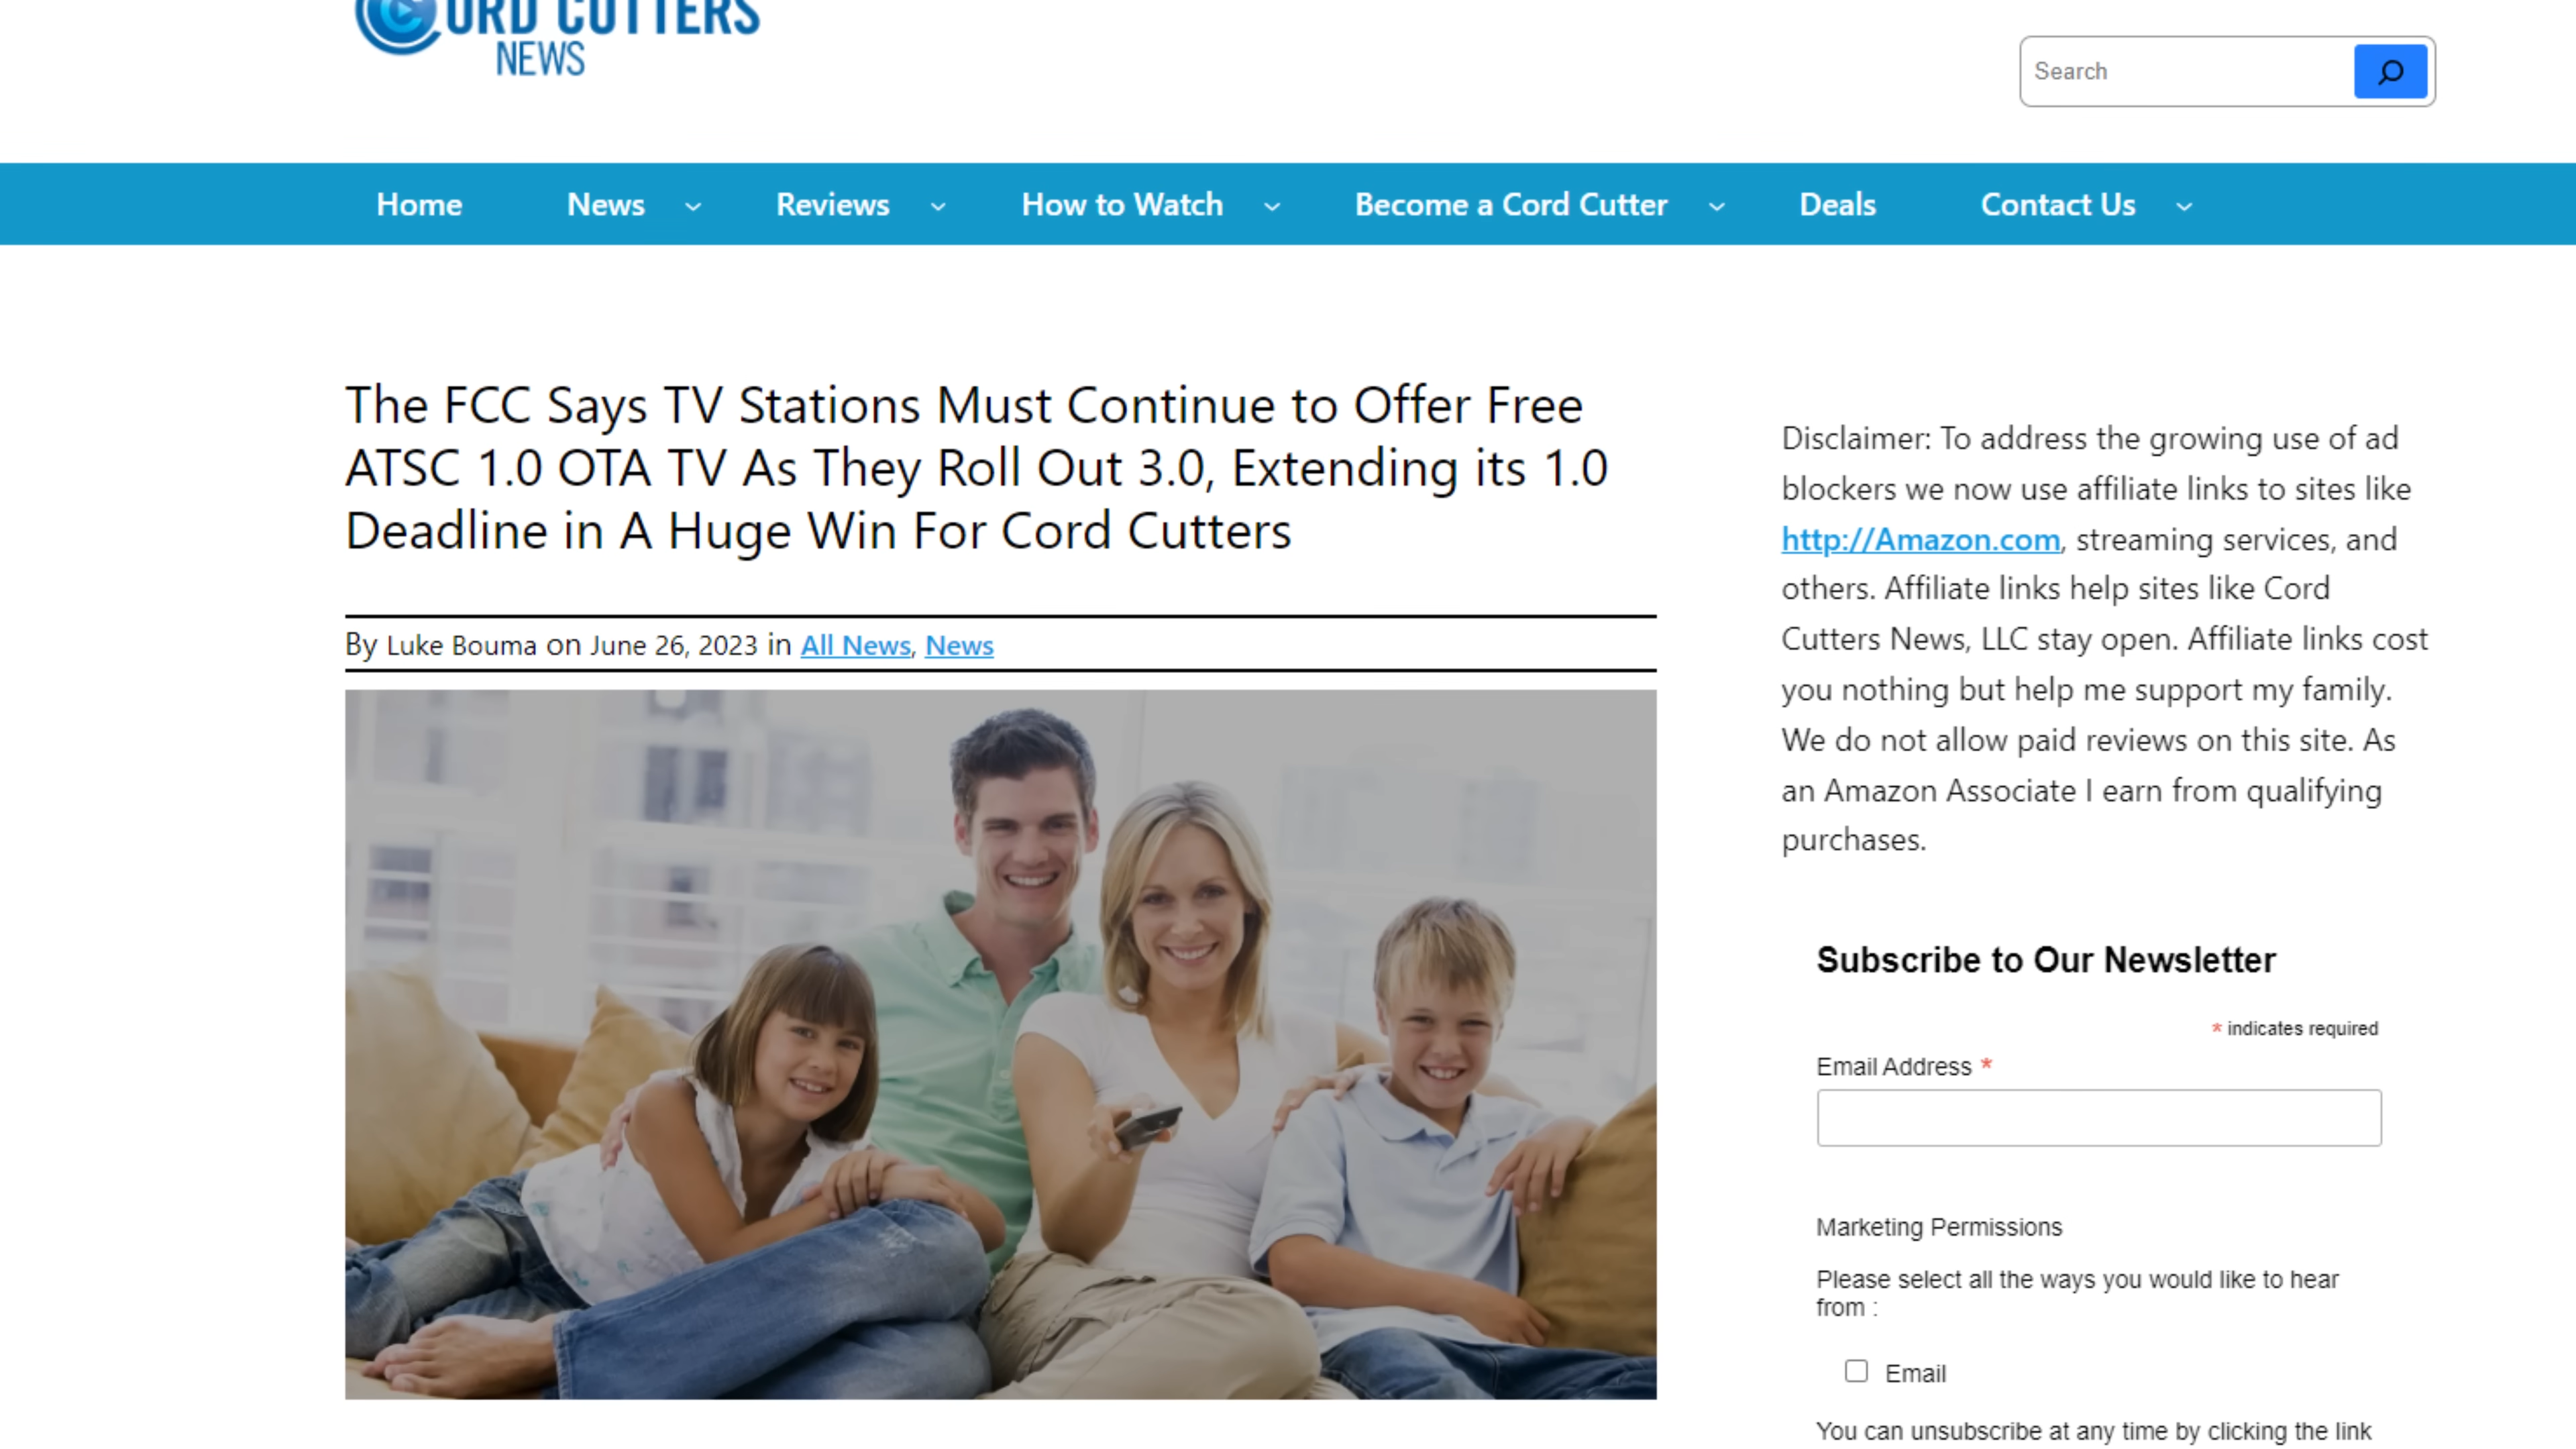 CORD CUTTERS
NEWS
Search
Home News Reviews How to Watch Become a Cord Cutter Deals Contact Us
The FCC Says TV Stations Must Continue to Offer Free
ATSC 1.0 OTA TV As They Roll Out 3.0, Extending its 1.0
Deadline in A Huge Win For Cord Cutters
By Luke Bouma on June 26, 2023 in All News, News
Disclaimer: To address the growing use of ad
blockers we now use affiliate links to sites like
http://Amazon.com, streaming services, and
others. Affiliate links help sites like Cord
Cutters News, LLC stay open. Affiliate links cost
you nothing but help me support my family.
We do not allow paid reviews on this site. As
an Amazon Associate I earn from qualifying
purchases.
Subscribe to Our Newsletter
* indicates required
Email Address *
Marketing Permissions
Please select all the ways you would like to hear
from :
Email
You can unsubscribe at any time by clicking the link